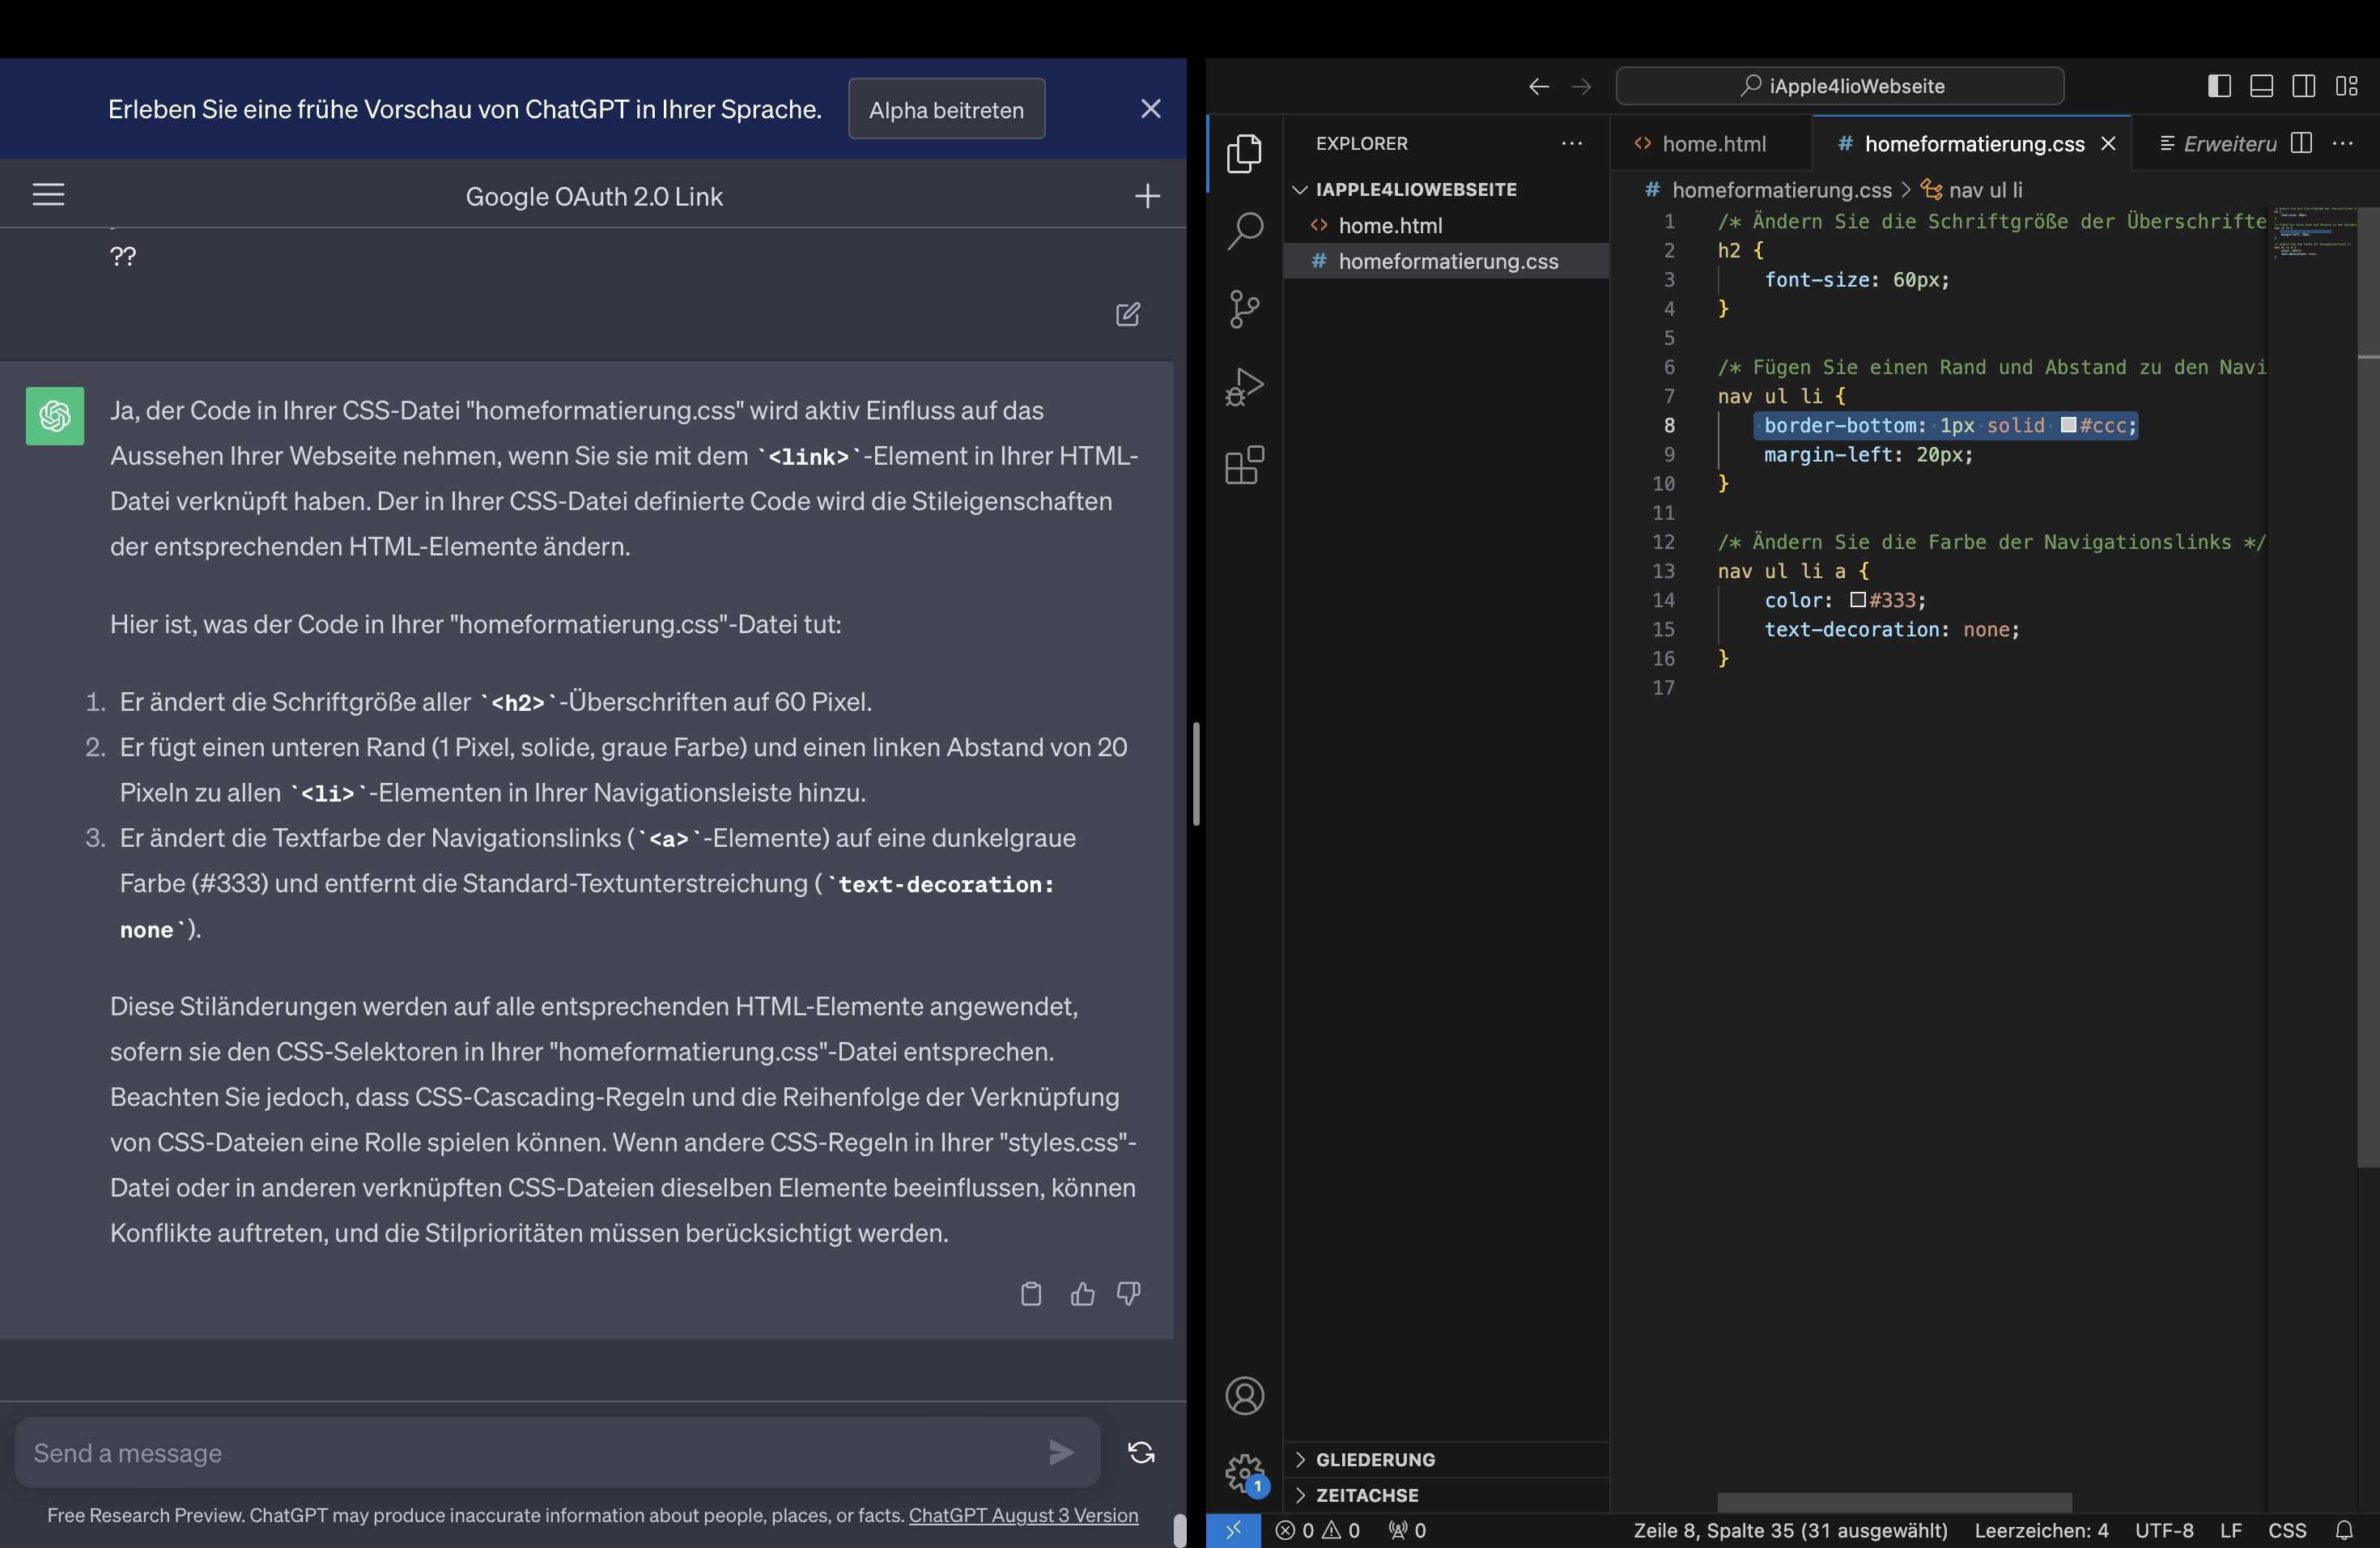 Erleben Sie eine frühe Vorschau von ChatGPT in Ihrer Sprache.
Alpha beitreten
Google OAuth 2.0 Link
??
Ja, der Code in Ihrer CSS-Datei "homeformatierung.css" wird aktiv Einfluss auf das
Aussehen Ihrer Webseite nehmen, wenn Sie sie mit dem `<link>`-Element in Ihrer HTML-
Datei verknüpft haben. Der in Ihrer CSS-Datei definierte Code wird die Stileigenschaften
der entsprechenden HTML-Elemente ändern.
Hier ist, was der Code in Ihrer "homeformatierung.css"-Datei tut:
1. Er ändert die Schriftgröße aller `<h2>`-Überschriften auf 60 Pixel.
2. Er fügt einen unteren Rand (1 Pixel, solide, graue Farbe) und einen linken Abstand von 20
Pixeln zu allen `<li>`-Elementen in Ihrer Navigationsleiste hinzu.
3. Er ändert die Textfarbe der Navigationslinks (`<a>`-Elemente) auf eine dunkelgraue
Farbe (#333) und entfernt die Standard-Textunterstreichung (`text-decoration:
none`).
Diese Stiländerungen werden auf alle entsprechenden HTML-Elemente angewendet,
sofern sie den CSS-Selektoren in Ihrer "homeformatierung.css"-Datei entsprechen.
Beachten Sie jedoch, dass CSS-Cascading-Regeln und die Reihenfolge der Verknüpfung
von CSS-Dateien eine Rolle spielen können. Wenn andere CSS-Regeln in Ihrer "styles.css"-
Datei oder in anderen verknüpften CSS-Dateien dieselben Elemente beeinflussen, können
Konflikte auftreten, und die Stilprioritäten müssen berücksichtigt werden.
Send a message
Free Research Preview. ChatGPT may produce inaccurate information about people, places, or facts. ChatGPT August 3 Version
iApple4lioWebseite
EXPLORER
IAPPLE4LIOWEBSEITE
<> home.html
# homeformatierung.css
GLIEDERUNG
ZEITACHSE
1
<> home.html
# homeformatierung.css
Erweiteru
# homeformatierung.css > nav ul li
1 /* Ändern Sie die Schriftgröße der Überschrifte
2 h2 {
3 font-size: 60px;
4 }
5
6 /* Fügen Sie einen Rand und Abstand zu den Navi
7 nav ul li {
8 border-bottom: 1px solid #ccc;
9 margin-left: 20px;
10 }
11
12 /* Ändern Sie die Farbe der Navigationslinks */
13 nav ul li a {
14 color: #333;
15 text-decoration: none;
16 }
17
0 0 0 Zeile 8, Spalte 35 (31 ausgewählt) Leerzeichen: 4 UTF-8 LF CSS